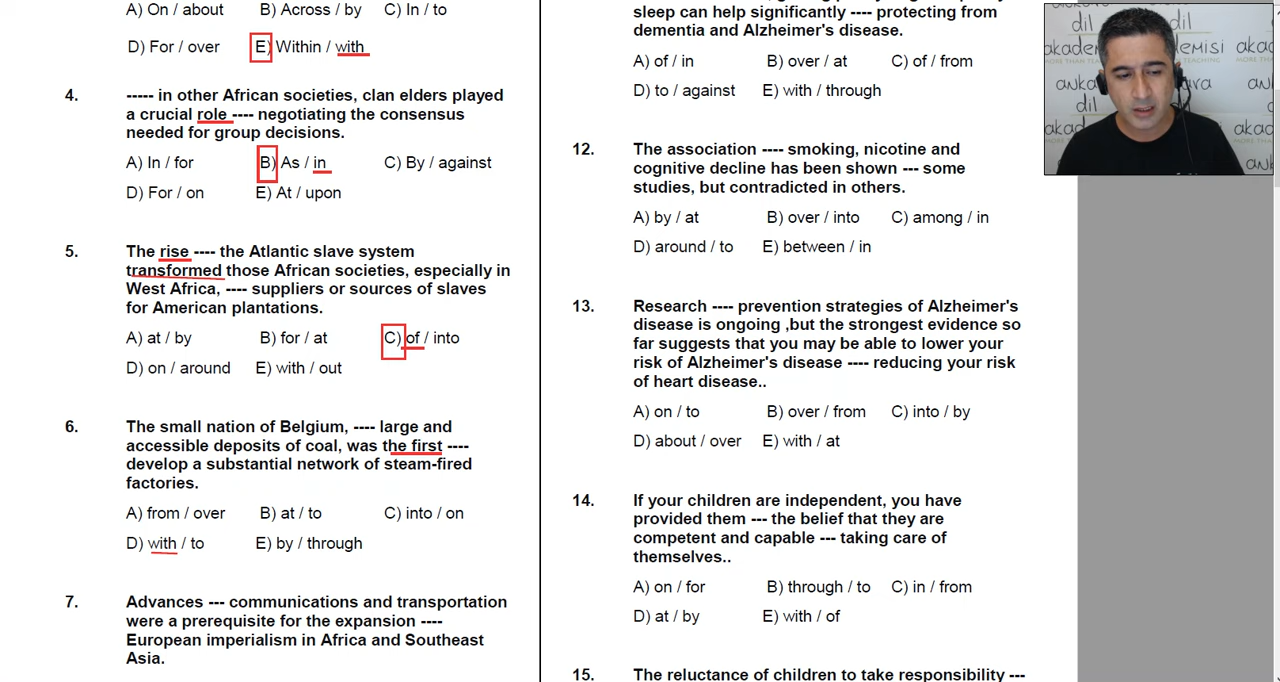 A) On / about B) Across / by C) In / to
D) For / over E) Within / with
4. ----- in other African societies, clan elders played
a crucial role ---- negotiating the consensus
needed for group decisions.
A) In / for B) As / in C) By / against
D) For / on E) At / upon
5. The rise ---- the Atlantic slave system
transformed those African societies, especially in
West Africa, ---- suppliers or sources of slaves
for American plantations.
A) at / by B) for / at C) of / into
D) on / around E) with / out
6. The small nation of Belgium, ---- large and
accessible deposits of coal, was the first ----
develop a substantial network of steam-fired
factories.
A) from / over B) at / to C) into / on
D) with / to E) by / through
7. Advances --- communications and transportation
were a prerequisite for the expansion ----
European imperialism in Africa and Southeast
Asia.
sleep can help significantly ---- protecting from
dementia and Alzheimer's disease.
A) of / in B) over / at C) of / from
D) to / against E) with / through
12. The association ---- smoking, nicotine and
cognitive decline has been shown --- some
studies, but contradicted in others.
A) by / at B) over / into C) among / in
D) around / to E) between / in
13. Research ---- prevention strategies of Alzheimer's
disease is ongoing ,but the strongest evidence so
far suggests that you may be able to lower your
risk of Alzheimer's disease ---- reducing your risk
of heart disease..
A) on / to B) over / from C) into / by
D) about / over E) with / at
14. If your children are independent, you have
provided them --- the belief that they are
competent and capable --- taking care of
themselves..
A) on / for B) through / to C) in / from
D) at / by E) with / of
15. The reluctance of children to take responsibility ---